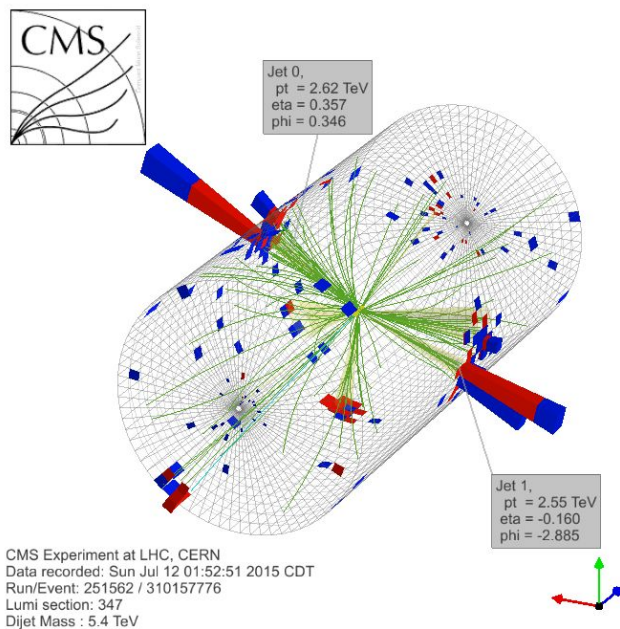 CMS
Jet 0,
pt = 2.62 TeV
eta = 0.357
phi = 0.346
Jet 1,
pt = 2.55 TeV
eta = -0.160
phi = -2.885
CMS Experiment at LHC, CERN
Data recorded: Sun Jul 12 01:52:51 2015 CDT
Run/Event: 251562 / 310157776
Lumi section: 347
Dijet Mass : 5.4 TeV